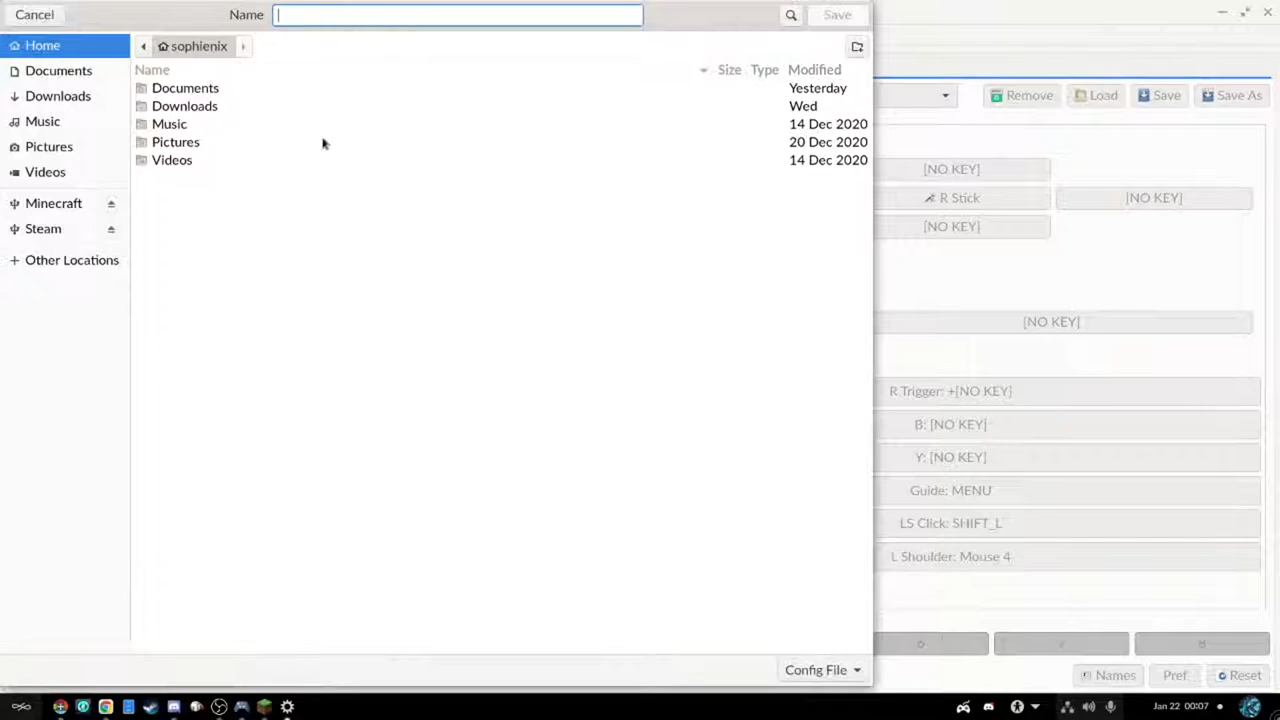 Cancel
Name
Save
Home
Documents
Downloads
Music
Pictures
Videos
Minecraft
Steam
Other Locations
sophienix
Name Size Type Modified
Documents Yesterday
Downloads Wed
Music 14 Dec 2020
Pictures 20 Dec 2020
Videos 14 Dec 2020
Config File
Remove Load Save Save As
[NO KEY]
R Stick [NO KEY]
[NO KEY]
[NO KEY]
R Trigger: +[NO KEY]
B: [NO KEY]
Y: [NO KEY]
Guide: MENU
LS Click: SHIFT_L
L Shoulder: Mouse 4
Names Pref Reset
Jan 22 00:07